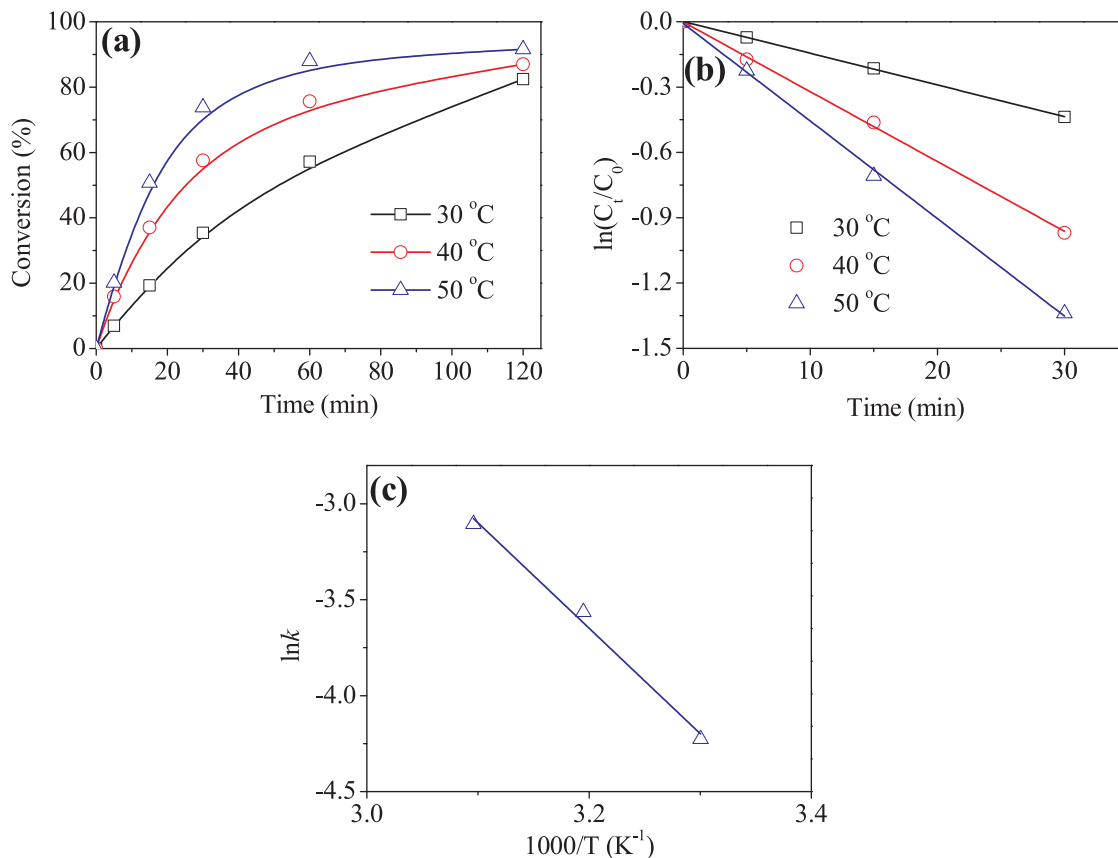 (a)
Conversion (%)
100
80
60
40
20
0
30 °C
40 °C
50 °C
0 20 40 60 80 100 120
Time (min)
(b)
ln(Cₜ/C₀)
0.0
-0.3
-0.6
-0.9
-1.2
-1.5
30 °C
40 °C
50 °C
0 10 20 30
Time (min)
(c)
lnk
-3.0
-3.5
-4.0
-4.5
3.0 3.2 3.4
1000/T (K⁻¹)